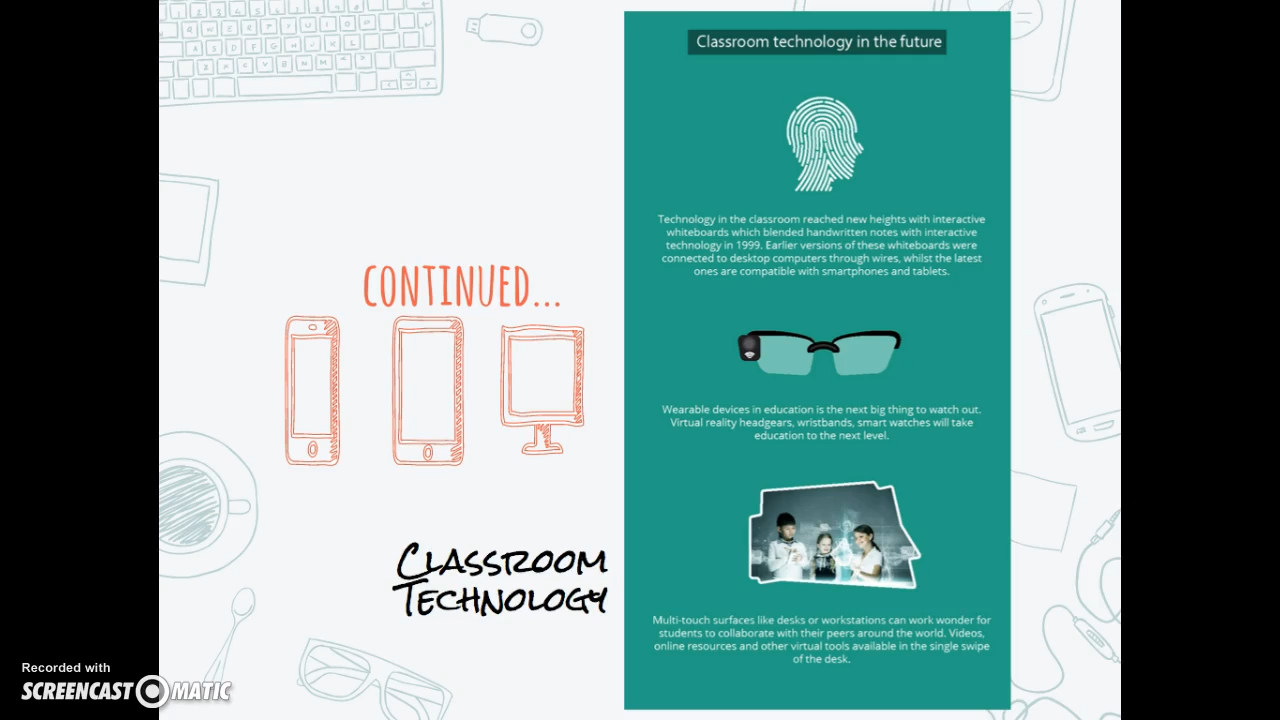 CONTINUED...
CLASSROOM
TECHNOLOGY
Classroom technology in the future
Technology in the classroom reached new heights with interactive
whiteboards which blended handwritten notes with interactive
technology in 1999. Earlier versions of these whiteboards were
connected to desktop computers through wires, whilst the latest
ones are compatible with smartphones and tablets.
Wearable devices in education is the next big thing to watch out.
Virtual reality headgears, wristbands, smart watches will take
education to the next level.
Multi-touch surfaces like desks or workstations can work wonder for
students to collaborate with their peers around the world. Videos,
online resources and other virtual tools available in the single swipe
of the desk.
Recorded with
SCREENCAST MATIC